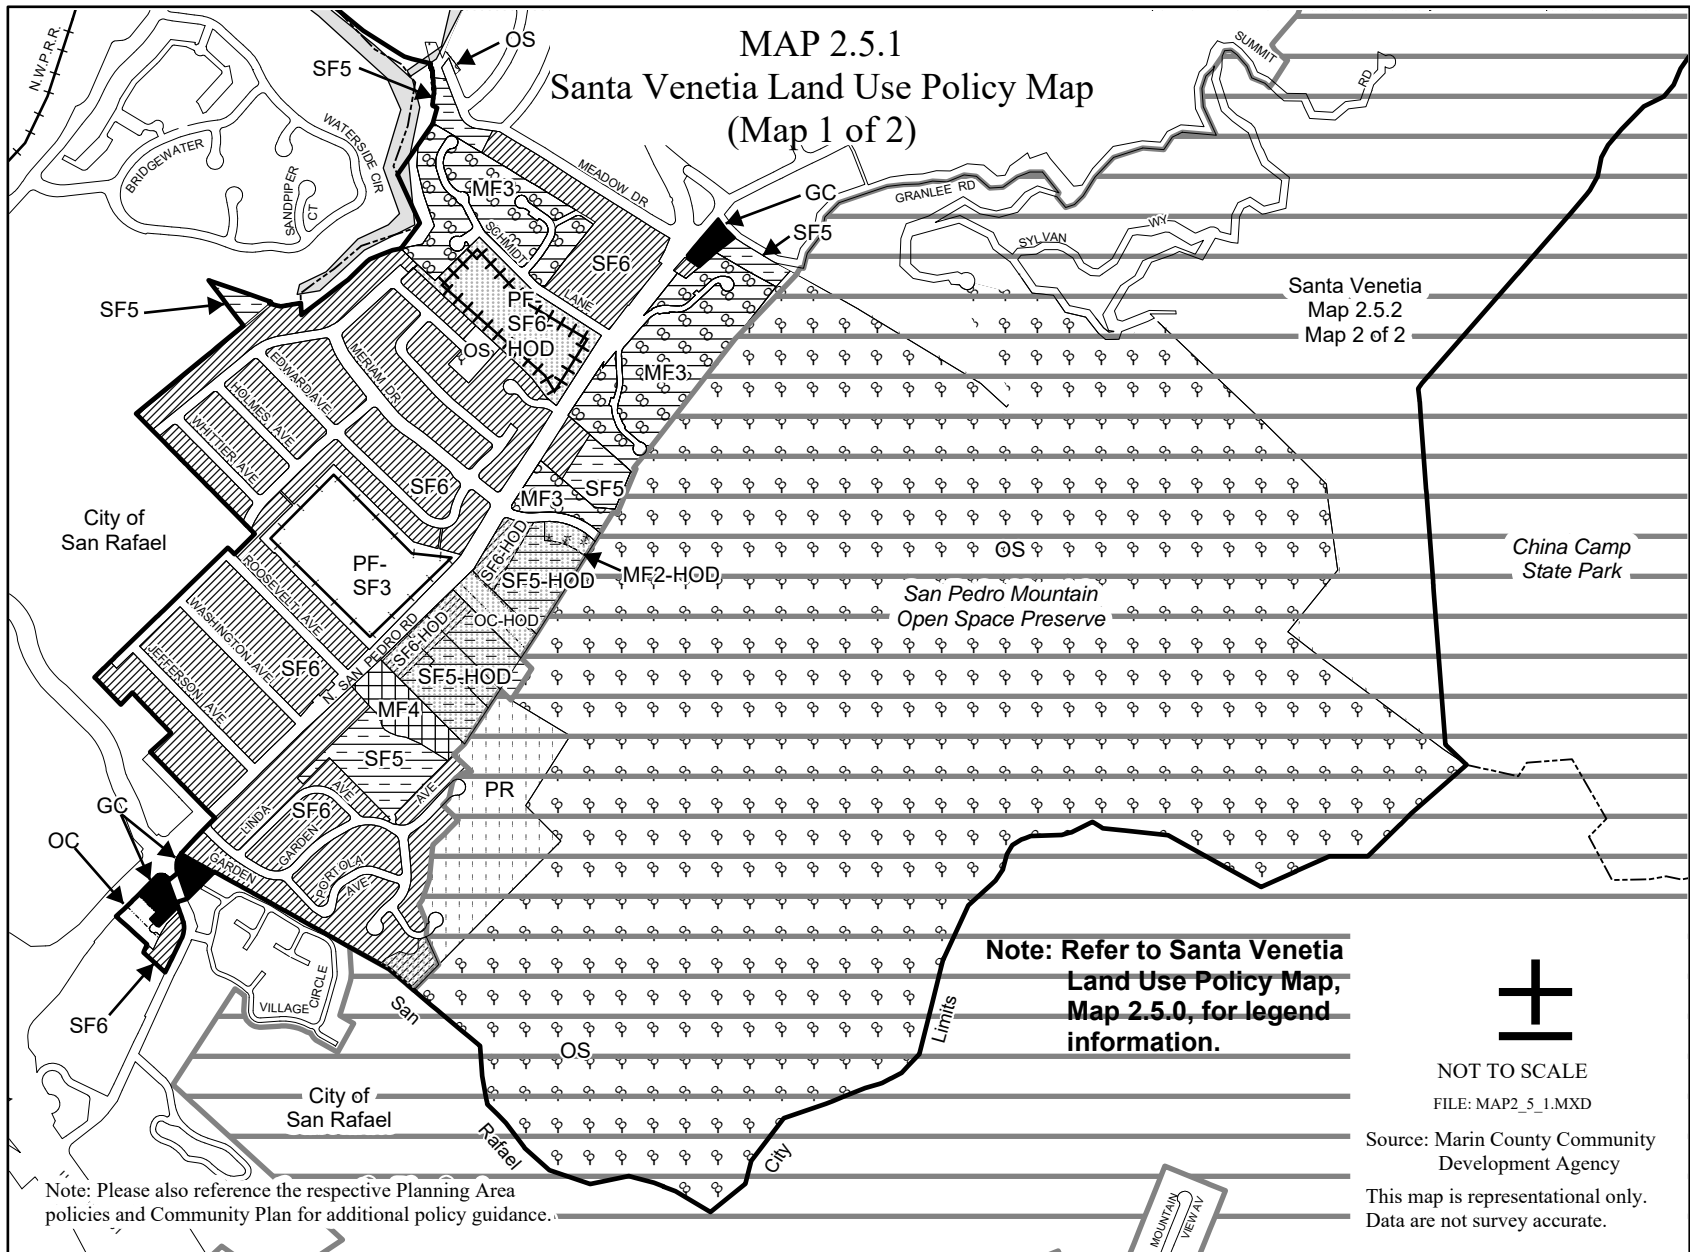 MAP 2.5.1
Santa Venetia Land Use Policy Map
(Map 1 of 2)
N.W.P.R.R.
OS
SF5
SUMMIT
RD
BRIDGEWATER
WATERSIDE CIR
SANDPIPER
CT
MEADOW DR
MF3
GC
GRANLEE RD
SF5
SCHMIDT
LANE
SF6
SYLVAN
WY
PF-
SF6-
HOD
OS
Santa Venetia
Map 2.5.2
Map 2 of 2
SF5
MERIAM DR
EDWARD AVE
HOLMES AVE
WHITTIER AVE
MF3
SF6
MF3
SF5
City of
San Rafael
PF-
SF3
SF6-HOD
SF5-HOD
MF2-HOD
OS
San Pedro Mountain
Open Space Preserve
China Camp
State Park
ROOSEVELT AVE
WASHINGTON AVE
JEFFERSON AVE
SF6
N. SAN PEDRO RD
SF6-HOD
OC-HOD
SF5-HOD
MF4
SF5
PR
GC
OC
LINDA
AVE
SF6
GARDEN
AVE
GARDEN
PORTOLA
AVE
SF6
VILLAGE
CIRCLE
San
Rafael
City
Limits
OS
City of
San Rafael
Note: Refer to Santa Venetia
Land Use Policy Map,
Map 2.5.0, for legend
information.
NOT TO SCALE
FILE: MAP2_5_1.MXD
Source: Marin County Community
Development Agency
This map is representational only.
Data are not survey accurate.
MOUNTAIN
VIEW AV
Note: Please also reference the respective Planning Area
policies and Community Plan for additional policy guidance.